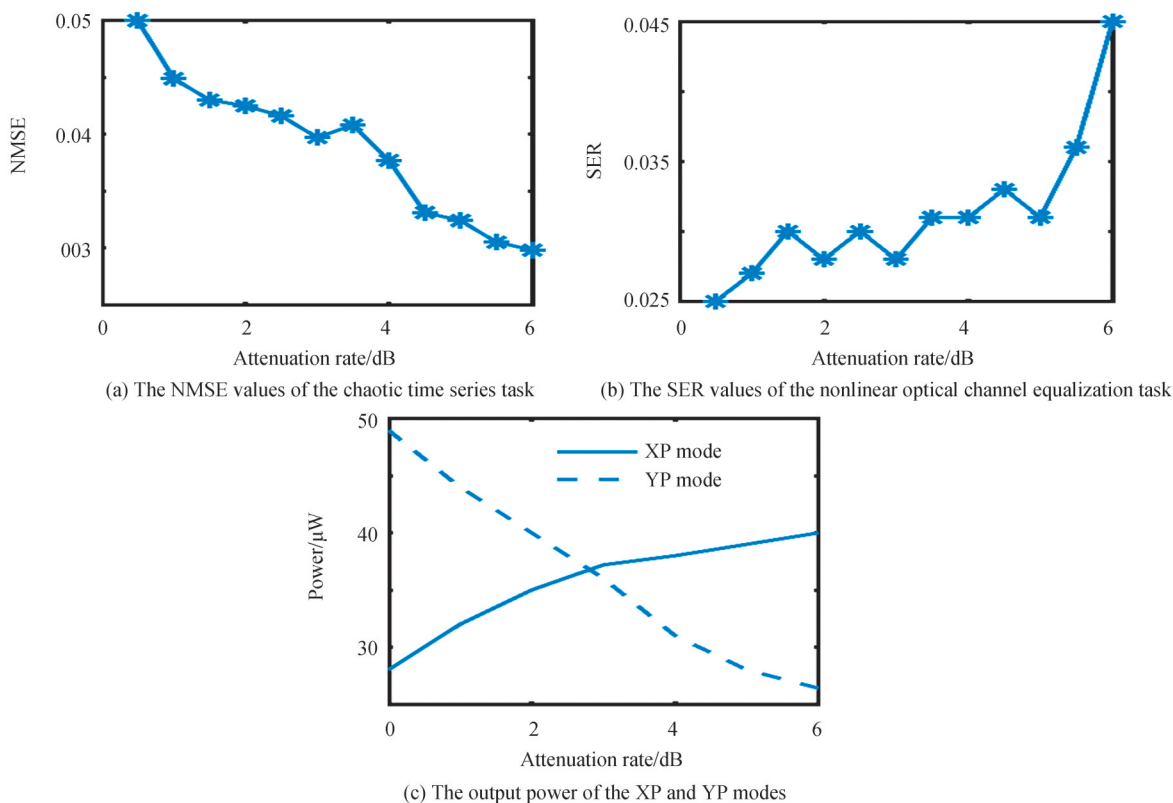 0.05
0.04
003
NMSE
0 2 4 6
Attenuation rate/dB
(a) The NMSE values of the chaotic time series task
0.045
0.035
0.025
SER
0 2 4 6
Attenuation rate/dB
(b) The SER values of the nonlinear optical channel equalization task
50
40
30
Power/μW
XP mode
YP mode
0 2 4 6
Attenuation rate/dB
(c) The output power of the XP and YP modes